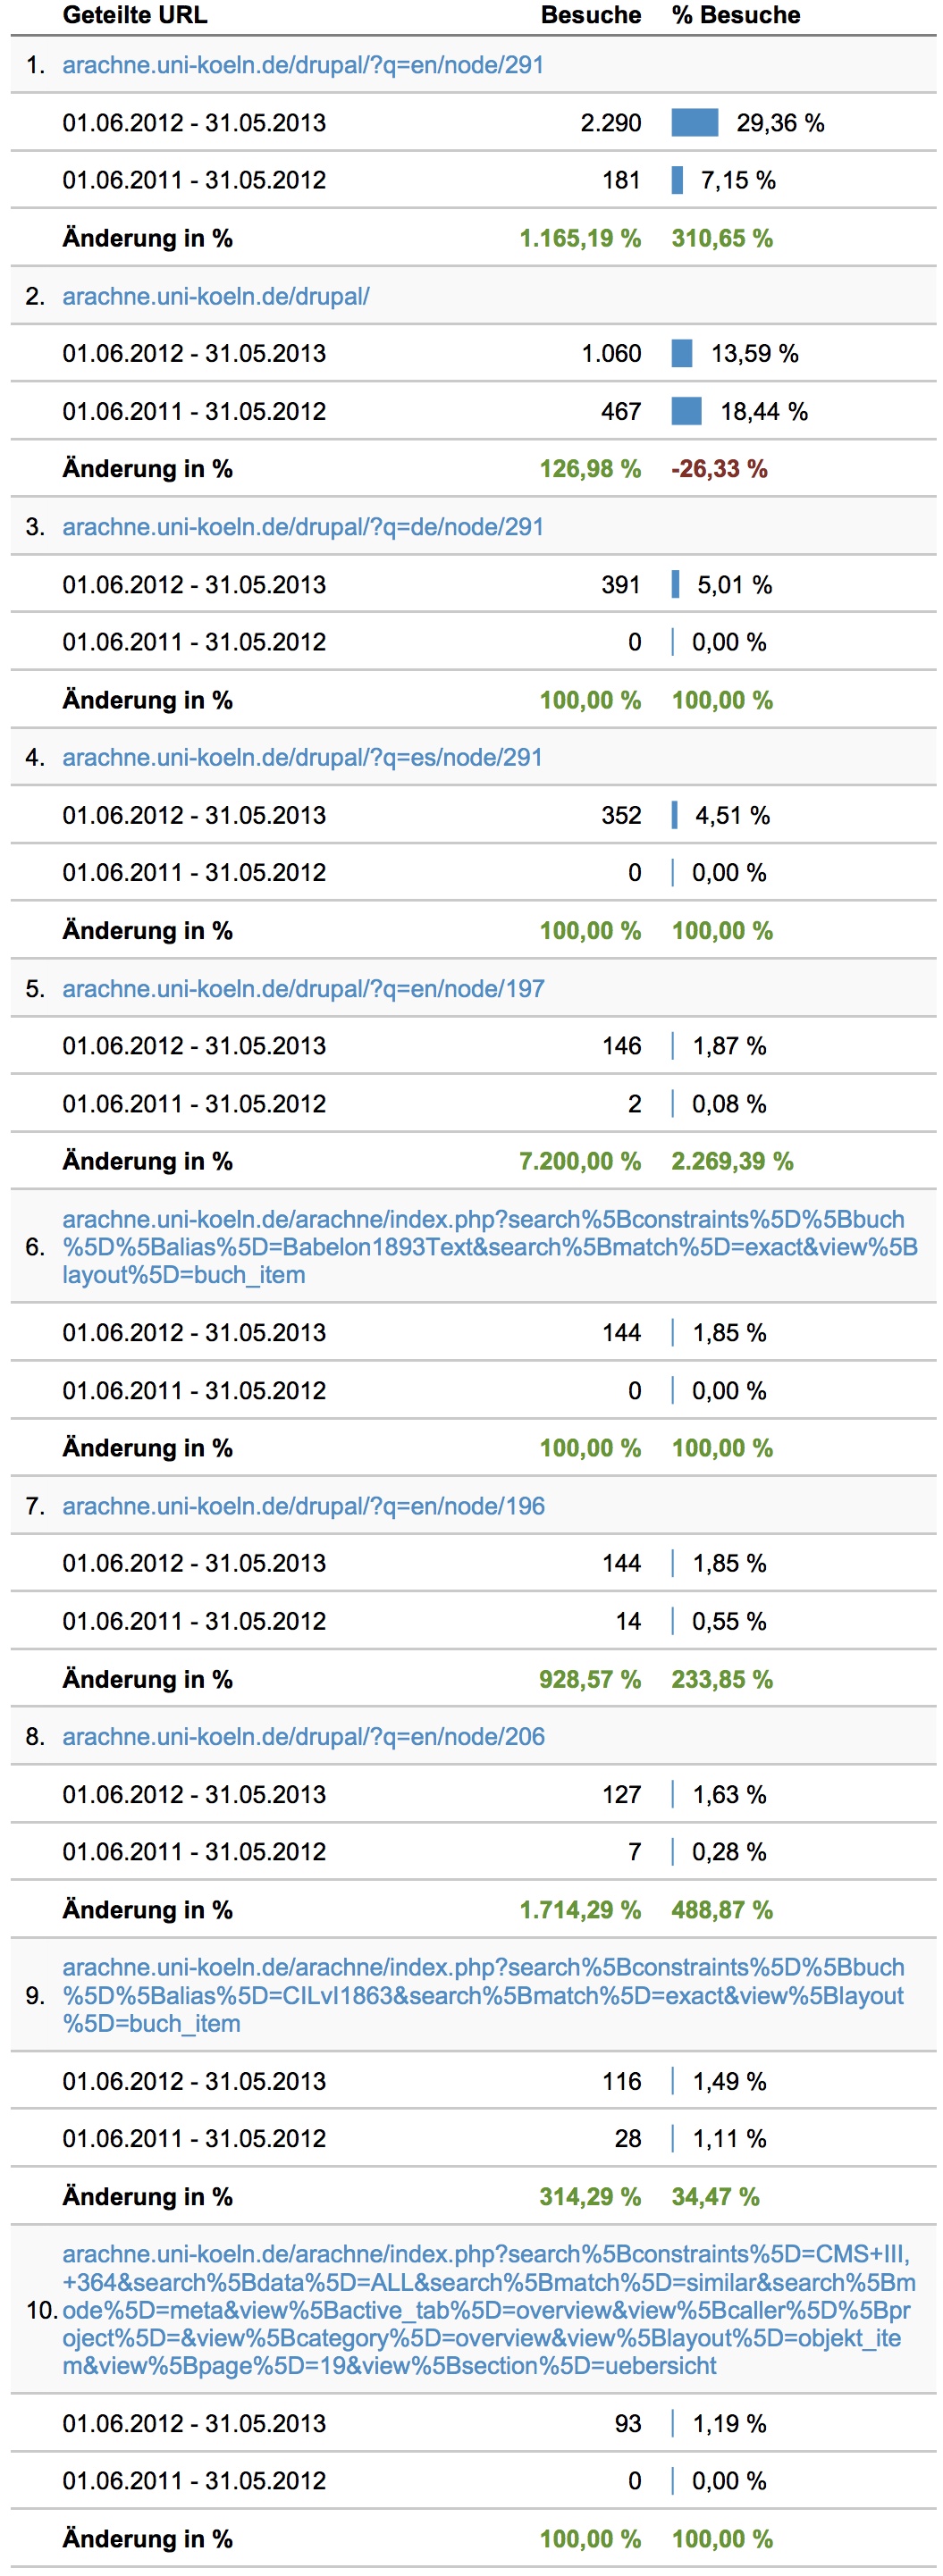 Geteilte URL Besuche % Besuche
1. arachne.uni-koeln.de/drupal/?q=en/node/291
01.06.2012 - 31.05.2013 2.290 29,36 %
01.06.2011 - 31.05.2012 181 7,15 %
Änderung in % 1.165,19 % 310,65 %
2. arachne.uni-koeln.de/drupal/
01.06.2012 - 31.05.2013 1.060 13,59 %
01.06.2011 - 31.05.2012 467 18,44 %
Änderung in % 126,98 % -26,33 %
3. arachne.uni-koeln.de/drupal/?q=de/node/291
01.06.2012 - 31.05.2013 391 5,01 %
01.06.2011 - 31.05.2012 0 0,00 %
Änderung in % 100,00 % 100,00 %
4. arachne.uni-koeln.de/drupal/?q=es/node/291
01.06.2012 - 31.05.2013 352 4,51 %
01.06.2011 - 31.05.2012 0 0,00 %
Änderung in % 100,00 % 100,00 %
5. arachne.uni-koeln.de/drupal/?q=en/node/197
01.06.2012 - 31.05.2013 146 1,87 %
01.06.2011 - 31.05.2012 2 0,08 %
Änderung in % 7.200,00 % 2.269,39 %
arachne.uni-koeln.de/arachne/index.php?search%5Bconstraints%5D%5Bbuch
6. %5D%5Balias%5D=Babelon1893Text&search%5Bmatch%5D=exact&view%5B
layout%5D=buch_item
01.06.2012 - 31.05.2013 144 1,85 %
01.06.2011 - 31.05.2012 0 0,00 %
Änderung in % 100,00 % 100,00 %
7. arachne.uni-koeln.de/drupal/?q=en/node/196
01.06.2012 - 31.05.2013 144 1,85 %
01.06.2011 - 31.05.2012 14 0,55 %
Änderung in % 928,57 % 233,85 %
8. arachne.uni-koeln.de/drupal/?q=en/node/206
01.06.2012 - 31.05.2013 127 1,63 %
01.06.2011 - 31.05.2012 7 0,28 %
Änderung in % 1.714,29 % 488,87 %
arachne.uni-koeln.de/arachne/index.php?search%5Bconstraints%5D%5Bbuch
9. %5D%5Balias%5D=CILvI1863&search%5Bmatch%5D=exact&view%5Blayout
%5D=buch_item
01.06.2012 - 31.05.2013 116 1,49 %
01.06.2011 - 31.05.2012 28 1,11 %
Änderung in % 314,29 % 34,47 %
arachne.uni-koeln.de/arachne/index.php?search%5Bconstraints%5D=CMS+III,
+364&search%5Bdata%5D=ALL&search%5Bmatch%5D=similar&search%5Bm
10. ode%5D=meta&view%5Bactive_tab%5D=overview&view%5Bcaller%5D%5Bpr
oject%5D=&view%5Bcategory%5D=overview&view%5Blayout%5D=objekt_ite
m&view%5Bpage%5D=19&view%5Bsection%5D=uebersicht
01.06.2012 - 31.05.2013 93 1,19 %
01.06.2011 - 31.05.2012 0 0,00 %
Änderung in % 100,00 % 100,00 %